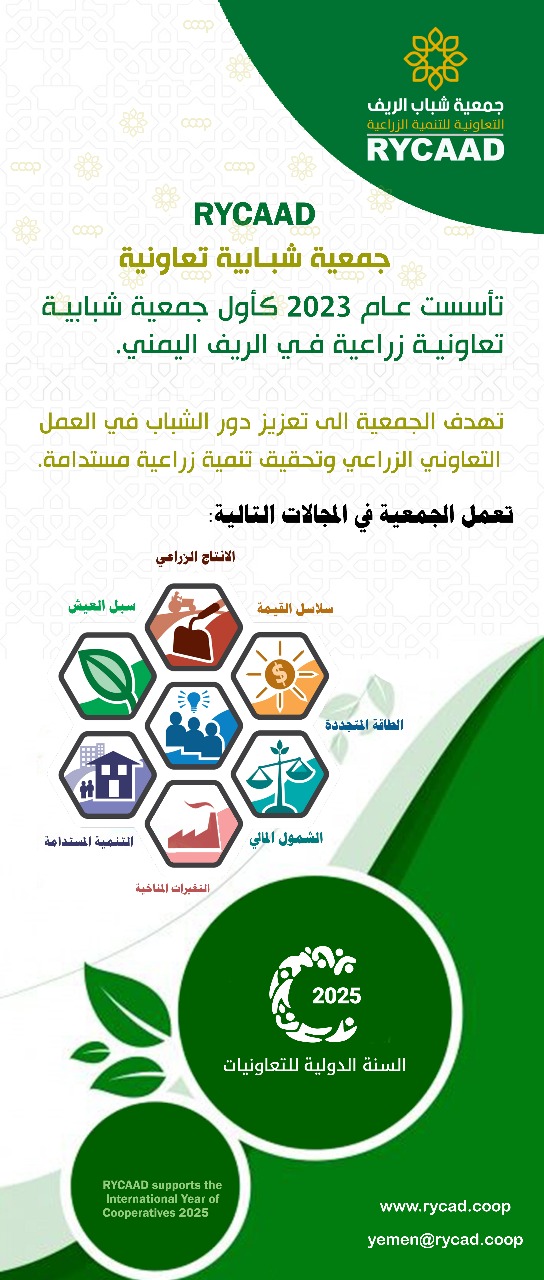 جمعية شباب الريف
التعاونية للتنمية الزراعية
RYCAAD
RYCAAD
جمعية شبابية تعاونية
تأسست عام 2023 كأول جمعية شبابية
تعاونية زراعية في الريف اليمني.
تهدف الجمعية الى تعزيز دور الشباب في العمل
التعاوني الزراعي وتحقيق تنمية زراعية مستدامة.
تعمل الجمعية في المجالات التالية:
الانتاج الزراعي
سلاسل القيمة
سبل العيش
$
الطاقة المتجددة
الشمول المالي
التنمية المستدامة
التغيرات المناخية
2025
السنة الدولية للتعاونيات
RYCAAD supports the
International Year of
Cooperatives 2025
www.rycad.coop
yemen@rycad.coop